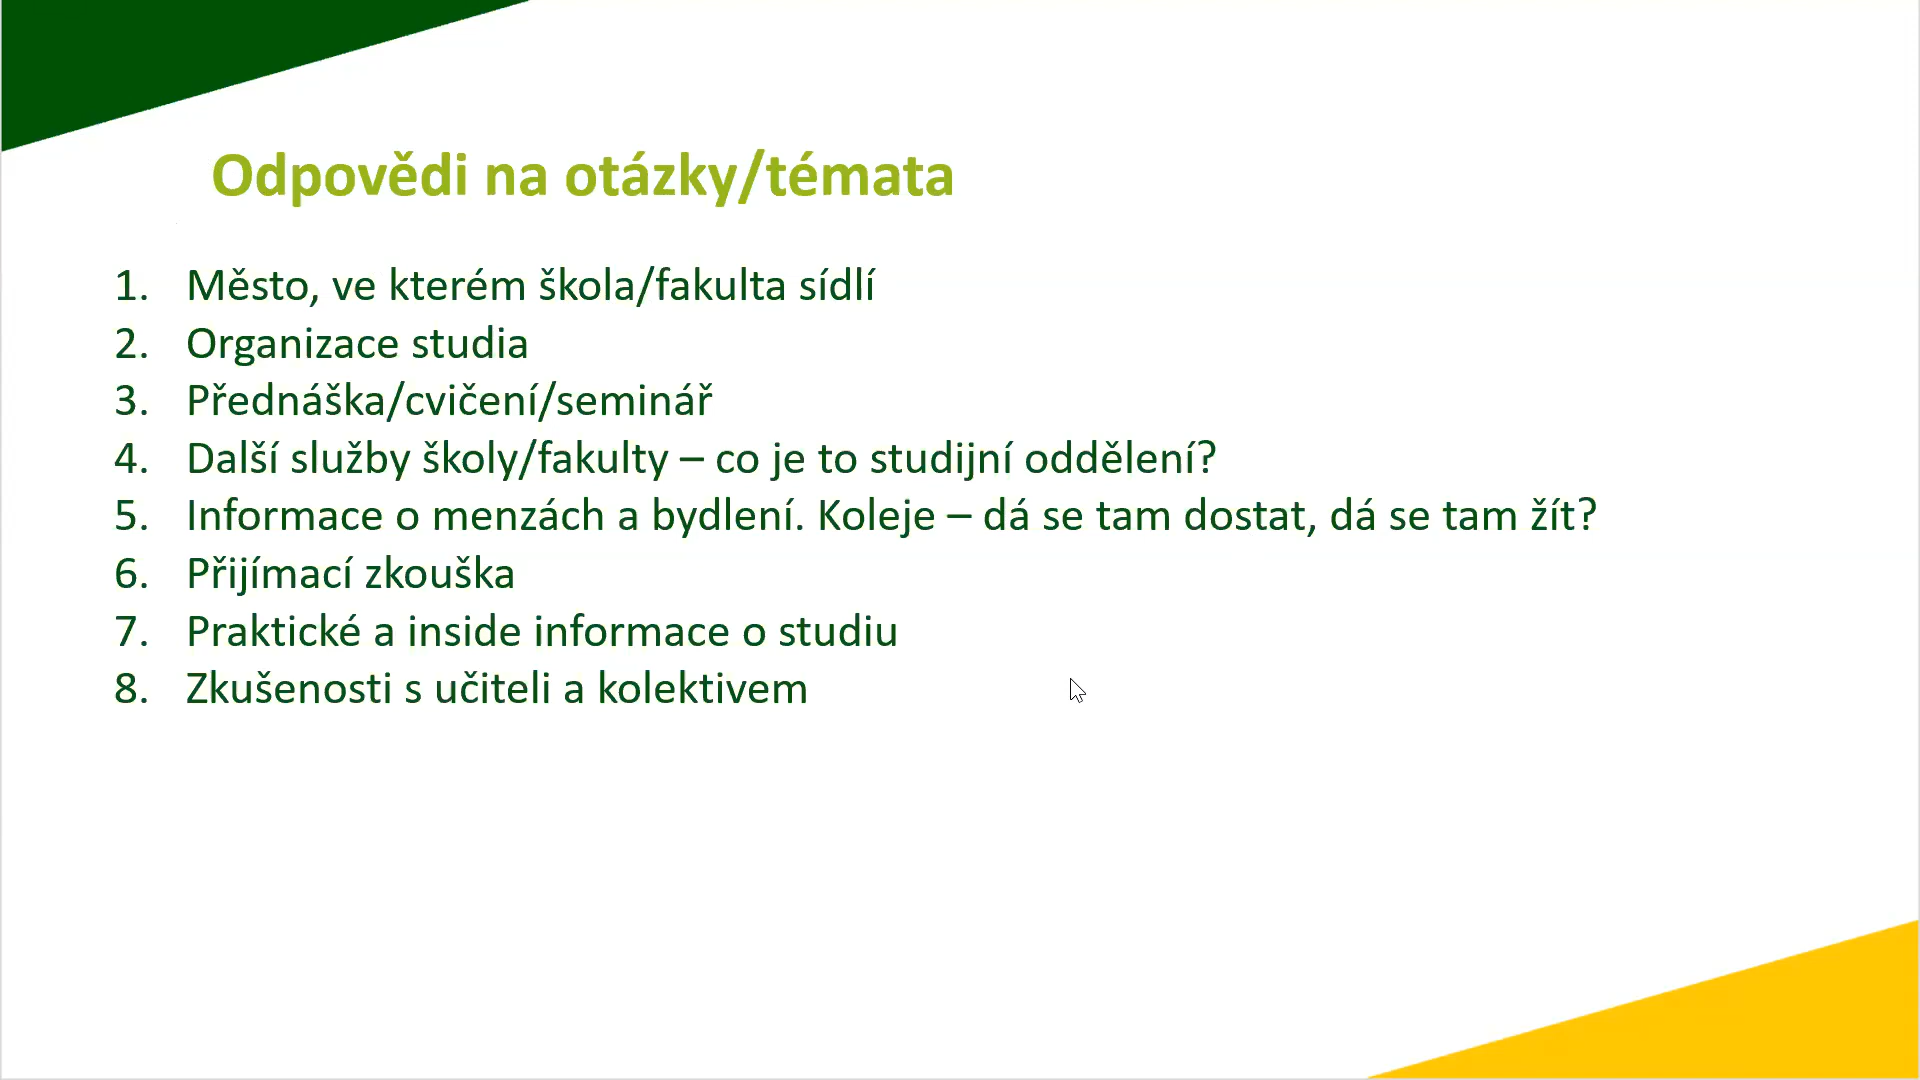 Odpovědi na otázky/témata
1. Město, ve kterém škola/fakulta sídlí
2. Organizace studia
3. Přednáška/cvičení/seminář
4. Další služby školy/fakulty – co je to studijní oddělení?
5. Informace o menzách a bydlení. Koleje – dá se tam dostat, dá se tam žít?
6. Přijímací zkouška
7. Praktické a inside informace o studiu
8. Zkušenosti s učiteli a kolektivem